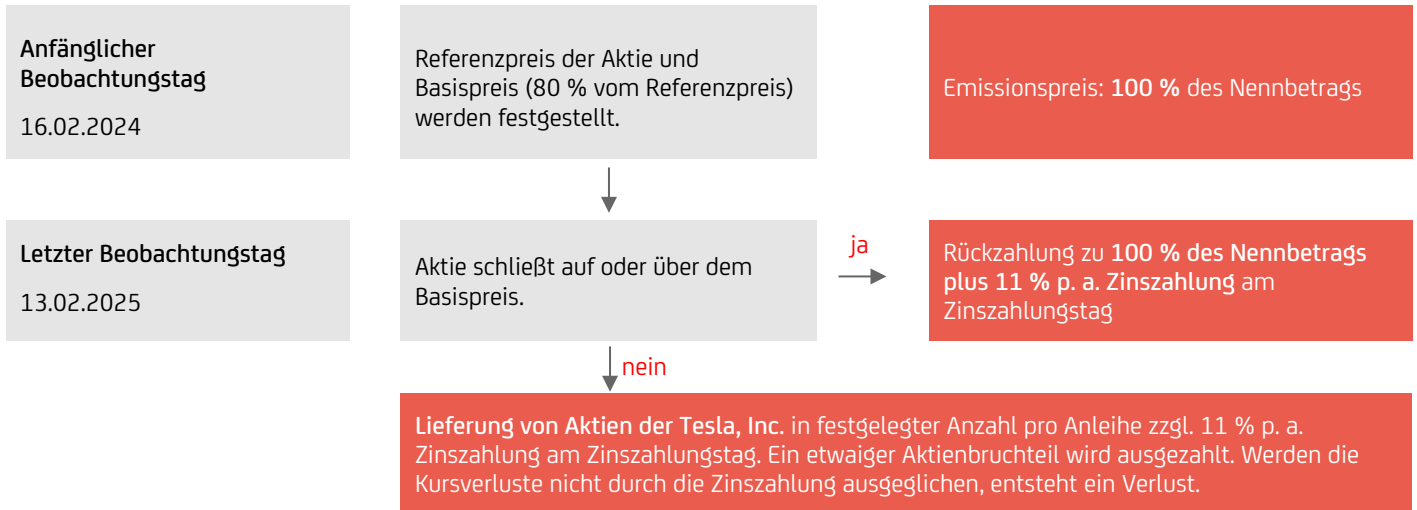 Anfänglicher
Beobachtungstag
16.02.2024
Referenzpreis der Aktie und
Basispreis (80 % vom Referenzpreis)
werden festgestellt.
Emissionspreis: 100 % des Nennbetrags
Letzter Beobachtungstag
13.02.2025
Aktie schließt auf oder über dem
Basispreis.
ja
Rückzahlung zu 100 % des Nennbetrags
plus 11 % p. a. Zinszahlung am
Zinszahlungstag
nein
Lieferung von Aktien der Tesla, Inc. in festgelegter Anzahl pro Anleihe zzgl. 11 % p. a.
Zinszahlung am Zinszahlungstag. Ein etwaiger Aktienbruchteil wird ausgezahlt. Werden die
Kursverluste nicht durch die Zinszahlung ausgeglichen, entsteht ein Verlust.